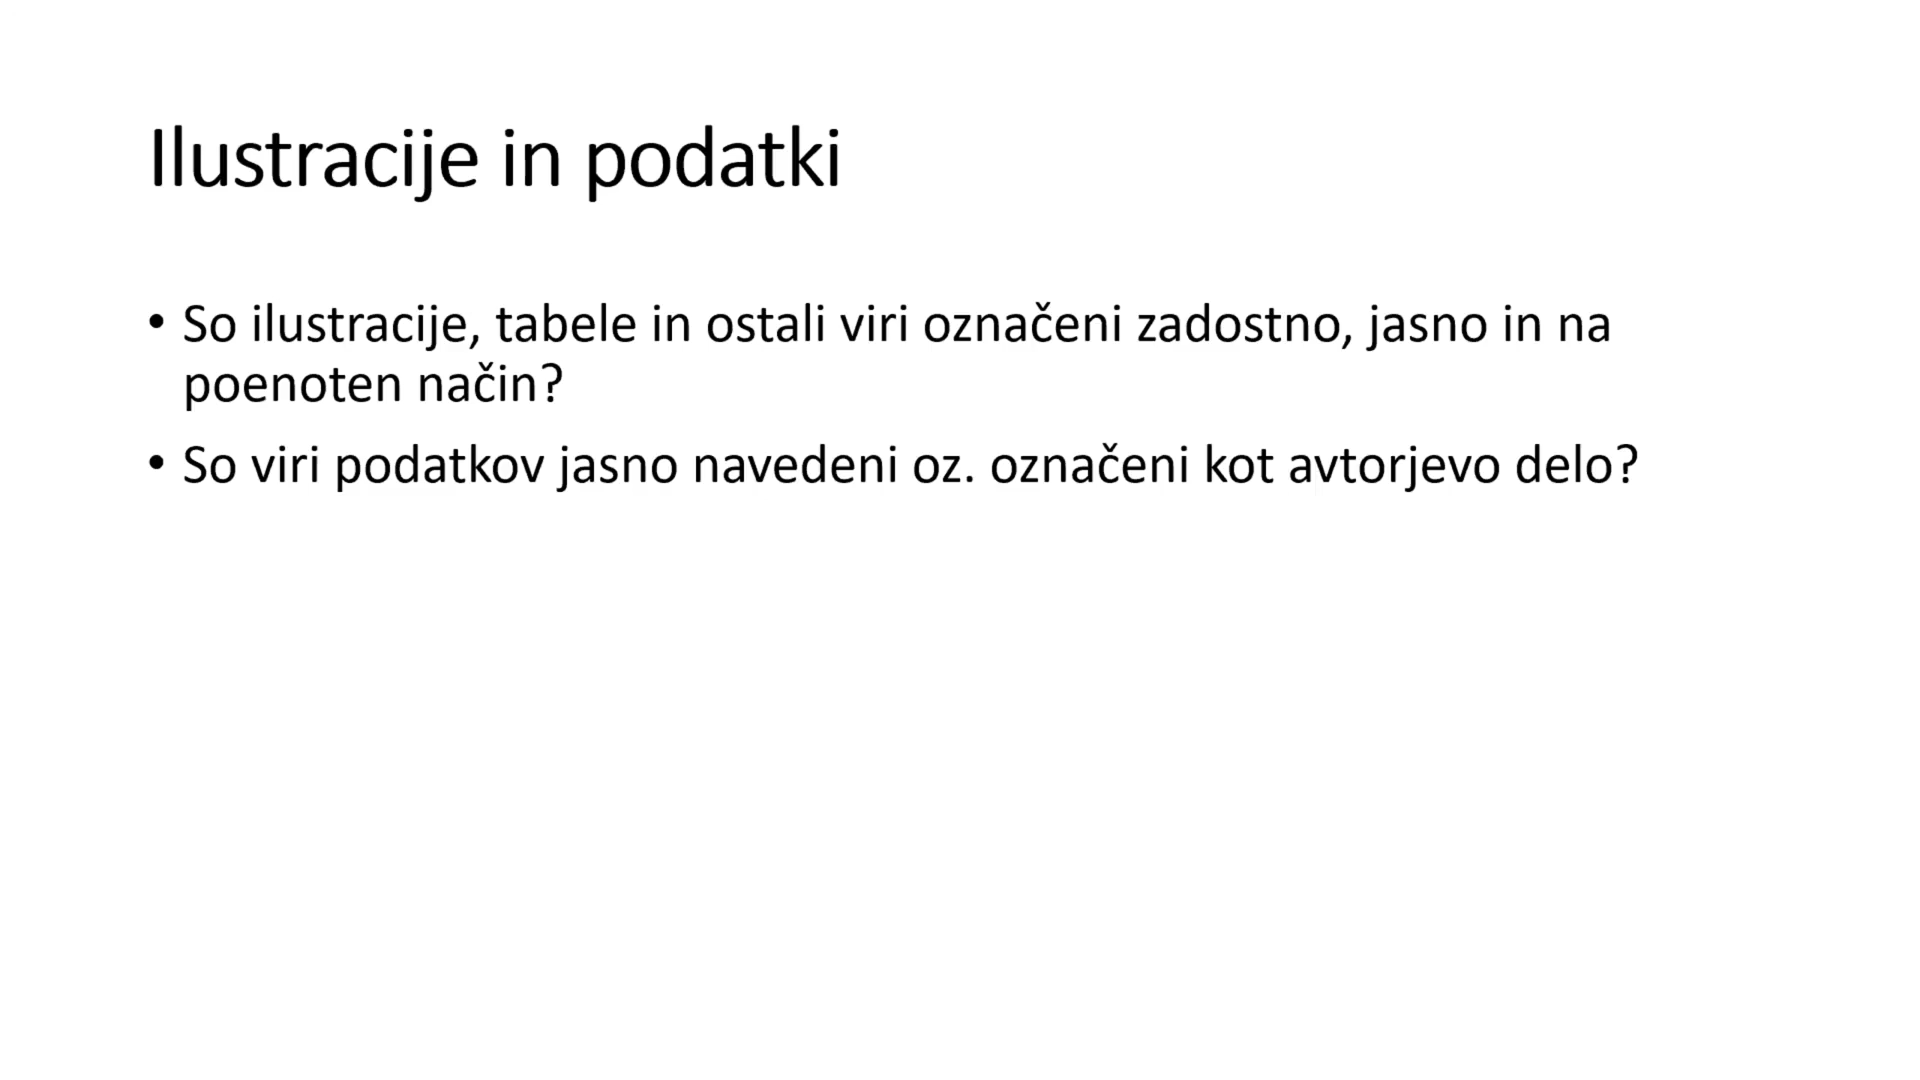 Ilustracije in podatki
• So ilustracije, tabele in ostali viri označeni zadostno, jasno in na
poenoten način?
• So viri podatkov jasno navedeni oz. označeni kot avtorjevo delo?